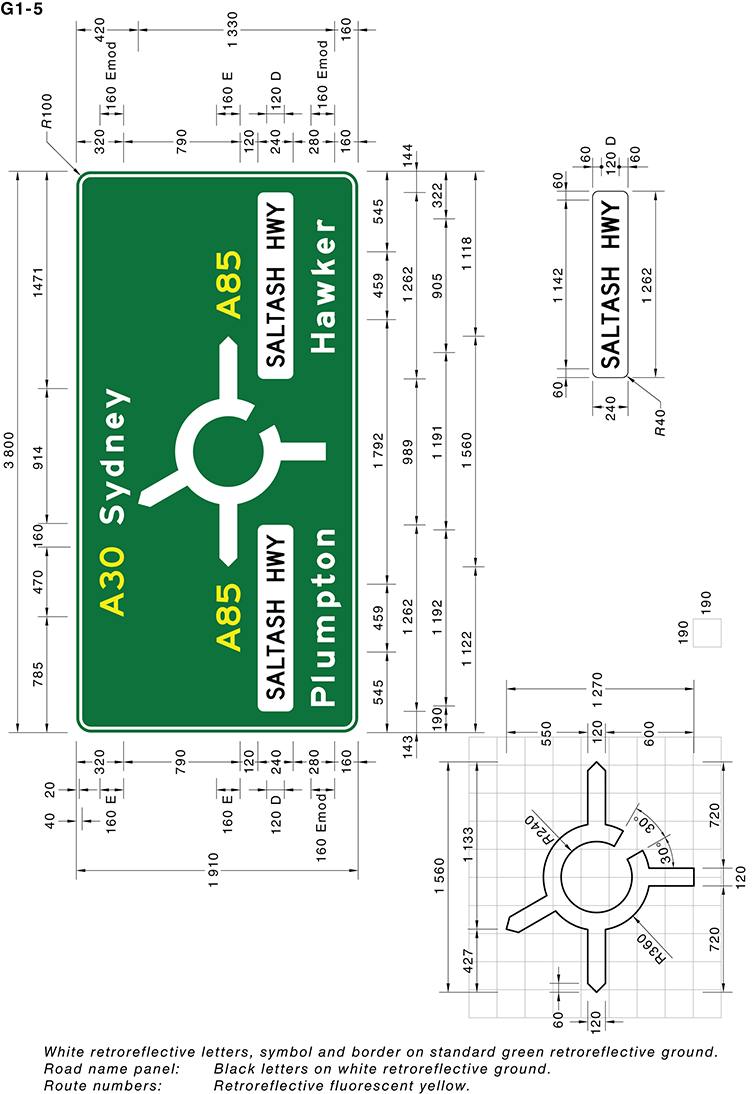 G1-5
420
1 330
160
160 Emod
160 E
120 D
160 Emod
R100
320
790
120
240
280
160
3 800
1471
914
160
470
785
A30 Sydney
A85
SALTASH HWY
Hawker
A85
SALTASH HWY
Plumpton
545
459
1 792
459
545
144
1 262
989
1 262
143
322
905
1 191
1 192
190
1 118
1 560
1 122
320
790
120
240
280
160
20
40
160 E
160 E
120 D
160 Emod
1 910
160
120 D
60
60
1 142
60
SALTASH HWY
1 262
240
R40
190
190
1 270
550
120
600
1 560
1 133
427
R240
30°
30°
R360
720
120
720
60
120
White retroreflective letters, symbol and border on standard green retroreflective ground.
Road name panel: Black letters on white retroreflective ground.
Route numbers: Retroreflective fluorescent yellow.